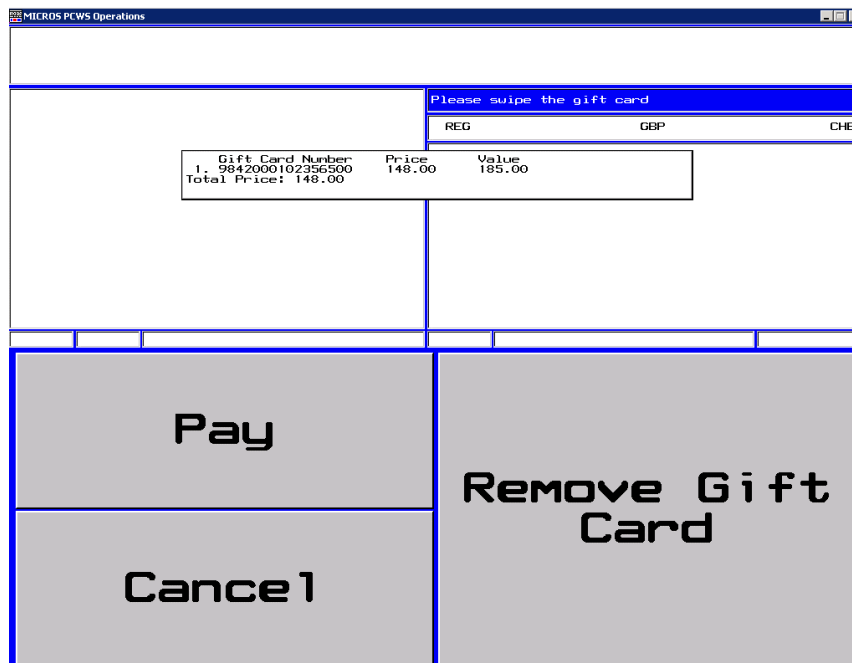 MICROS PCWS Operations
Please swipe the gift card
REG GBP CHE
Gift Card Number Price Value
1. 9842000102356500 148.00 185.00
Total Price: 148.00
Pay
Remove Gift
Card
Cancel